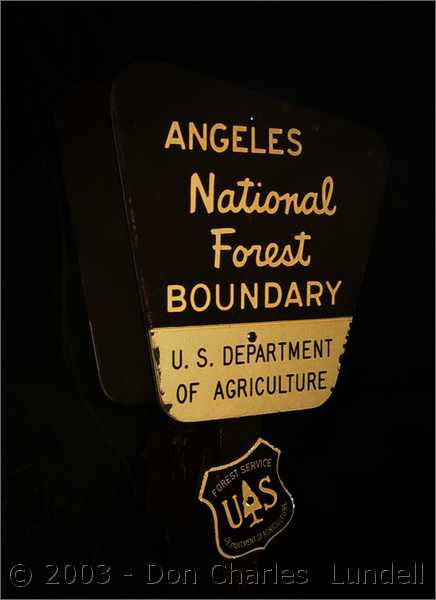 ANGELES
National
Forest
BOUNDARY
U. S. DEPARTMENT
OF AGRICULTURE
FOREST SERVICE
U S
DEPARTMENT OF AGRICULTURE
© 2003 - Don Charles Lundell